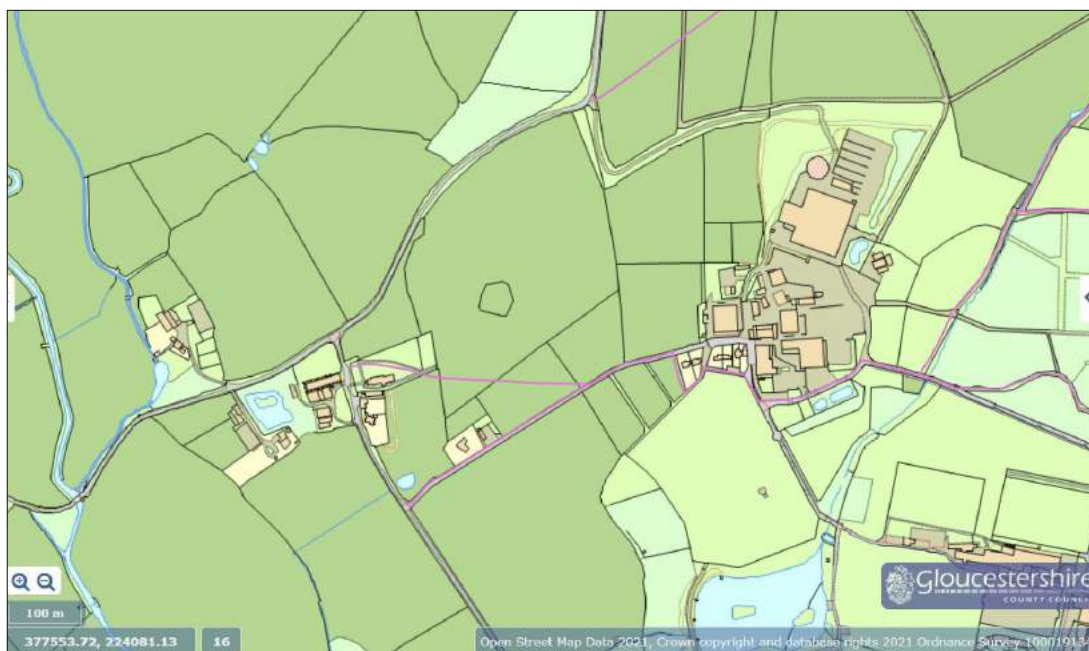 Gloucestershire
COUNTY COUNCIL
100 m
377553.72, 224081.13
16
Open Street Map Data 2021, Crown copyright and database rights 2021 Ordnance Survey 10001913